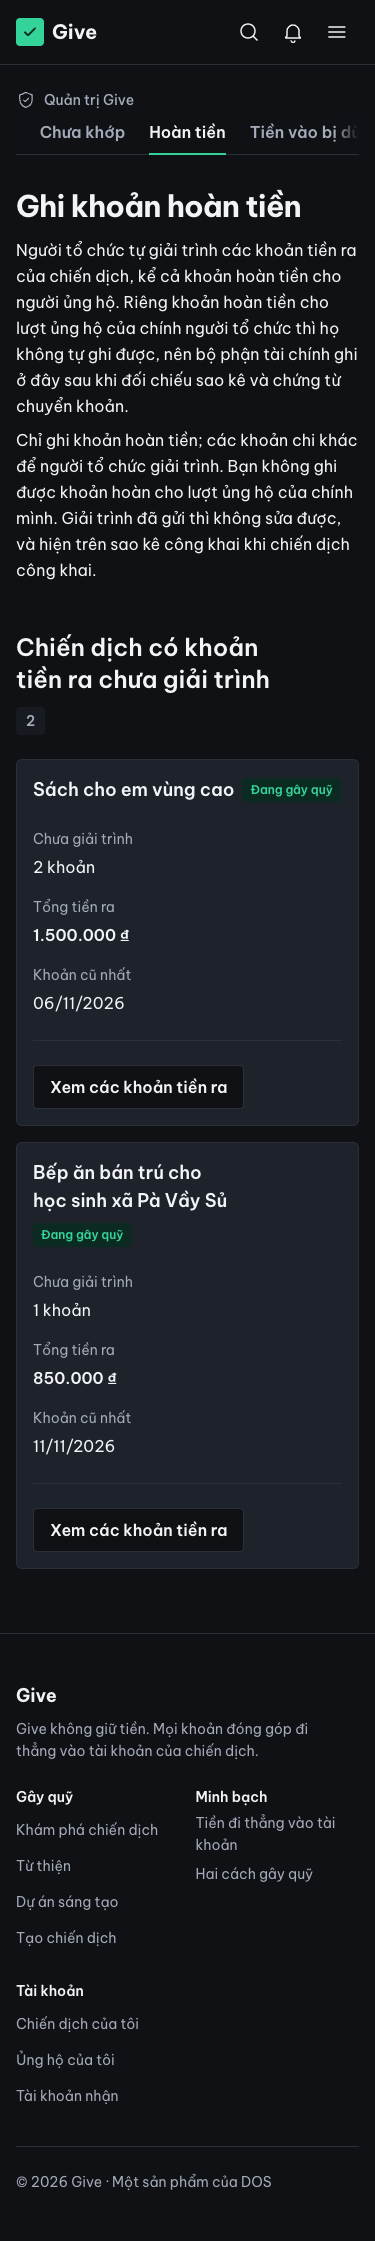 Give
Quản trị Give
Chưa khớp
Hoàn tiền
Tiền vào bị
Ghi khoản hoàn tiền
Người tổ chức tự giải trình các khoản tiền ra
của chiến dịch, kể cả khoản hoàn tiền cho
người ủng hộ. Riêng khoản hoàn tiền cho
lượt ủng hộ của chính người tổ chức thì họ
không tự ghi được, nên bộ phận tài chính ghi
ở đây sau khi đối chiếu sao kê và chứng từ
chuyển khoản.
Chỉ ghi khoản hoàn tiền; các khoản chi khác
để người tổ chức giải trình. Bạn không ghi
được khoản hoàn cho lượt ủng hộ của chính
mình. Giải trình đã gửi thì không sửa được,
và hiện trên sao kê công khai khi chiến dịch
công khai.
Chiến dịch có khoản
tiền ra chưa giải trình
2
Sách cho em vùng cao
Đang gây quỹ
Chưa giải trình
2 khoản
Tổng tiền ra
1.500.000 ₫
Khoản cũ nhất
06/11/2026
Xem các khoản tiền ra
Bếp ăn bán trú cho
học sinh xã Pà Vầy Sủ
Đang gây quỹ
Chưa giải trình
1 khoản
Tổng tiền ra
850.000 ₫
Khoản cũ nhất
11/11/2026
Xem các khoản tiền ra
Give
Give không giữ tiền. Mọi khoản đóng góp đi
thẳng vào tài khoản của chiến dịch.
Gây quỹ
Khám phá chiến dịch
Từ thiện
Dự án sáng tạo
Tạo chiến dịch
Minh bạch
Tiền đi thẳng vào tài
khoản
Hai cách gây quỹ
Tài khoản
Chiến dịch của tôi
Ủng hộ của tôi
Tài khoản nhận
© 2026 Give · Một sản phẩm của DOS